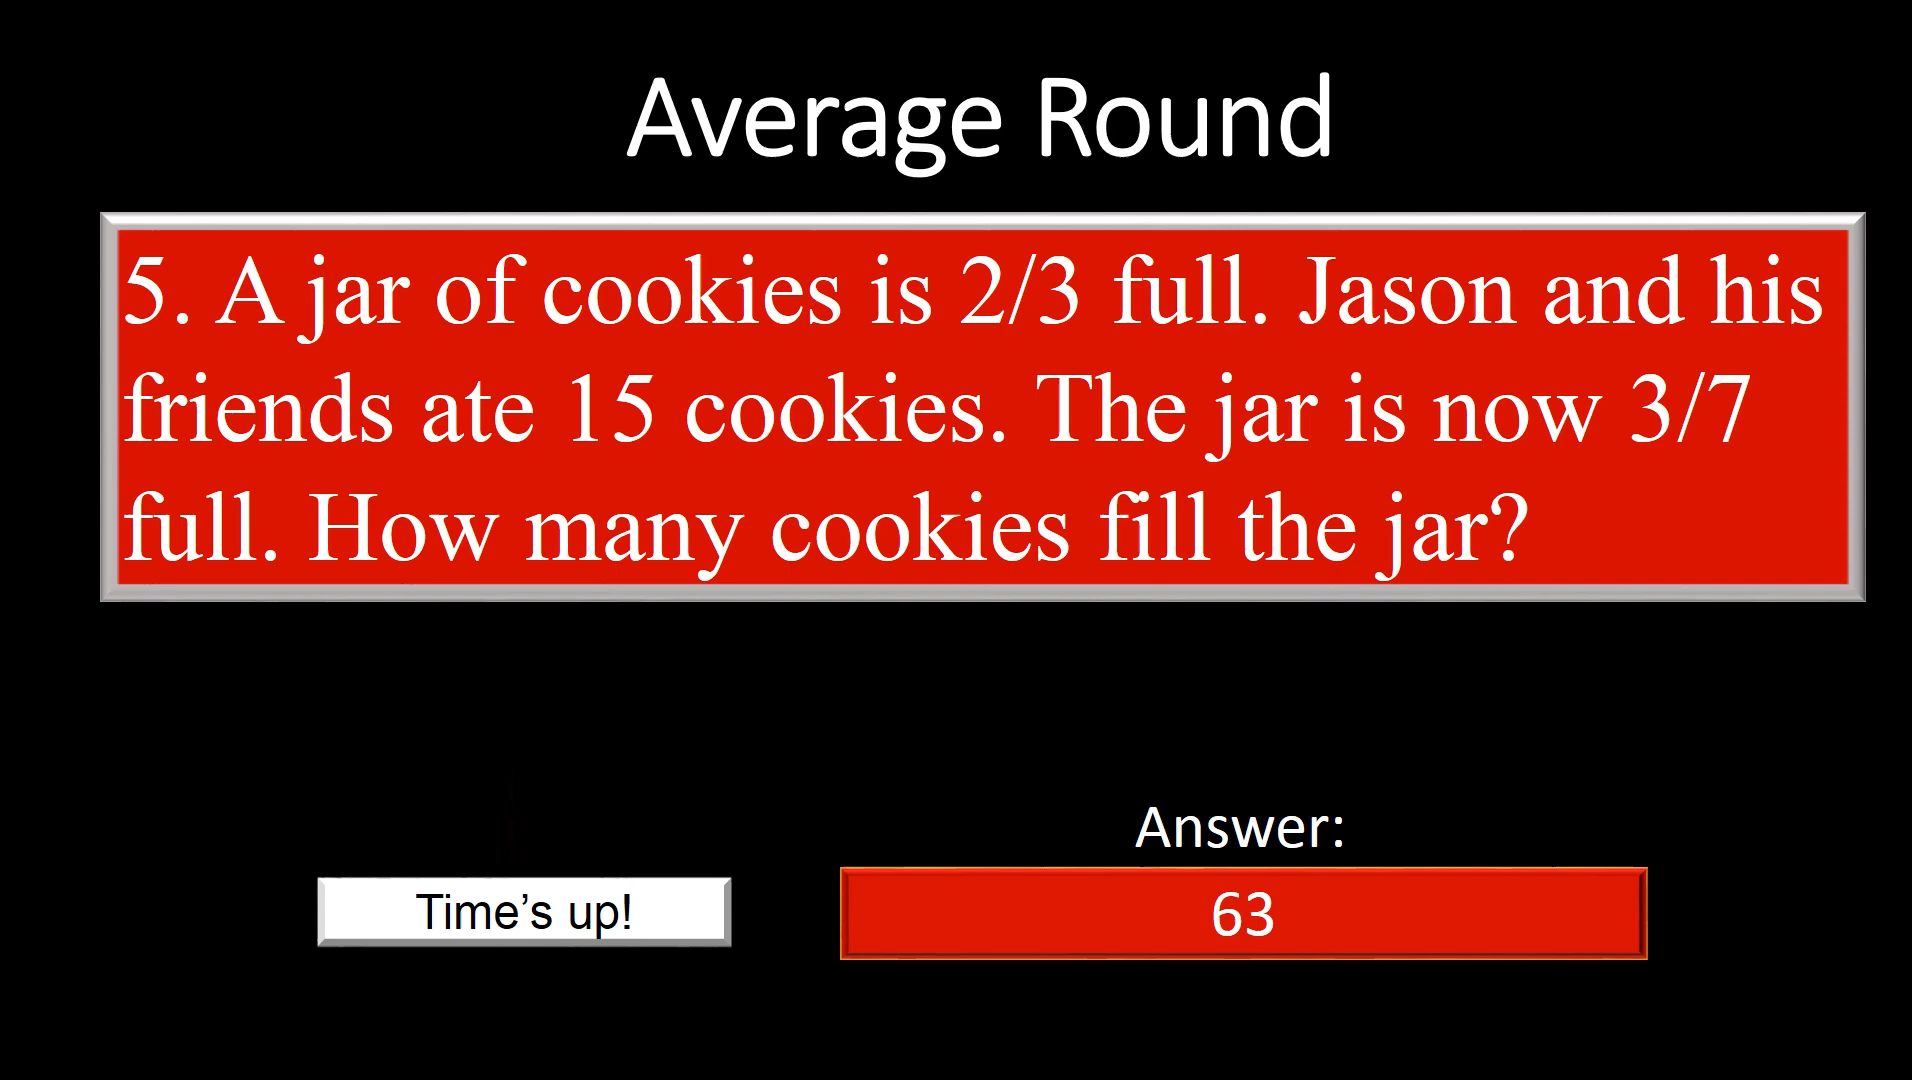 Average Round
5. A jar of cookies is 2/3 full. Jason and his
friends ate 15 cookies. The jar is now 3/7
full. How many cookies fill the jar?
Answer:
Time’s up!
63